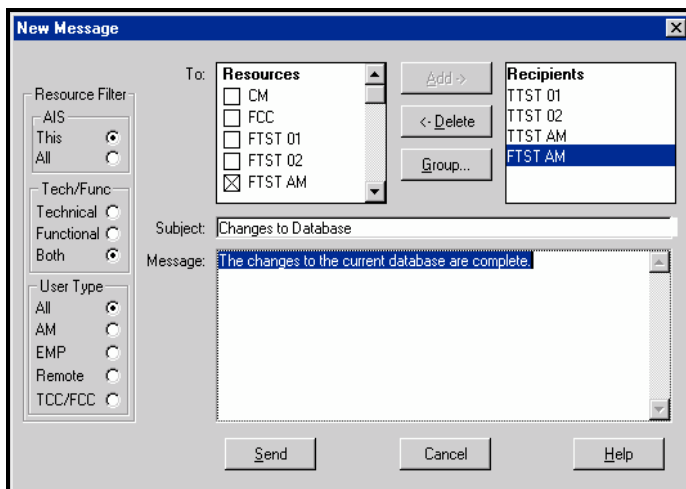 New Message
Resource Filter
AIS
This
All
Tech/Func
Technical
Functional
Both
User Type
All
AM
EMP
Remote
TCC/FCC
To:
Resources
CM
FCC
FTST 01
FTST 02
FTST AM
Add ->
<- Delete
Group...
Recipients
TTST 01
TTST 02
TTST AM
FTST AM
Subject:
Changes to Database
Message:
The changes to the current database are complete.
Send
Cancel
Help